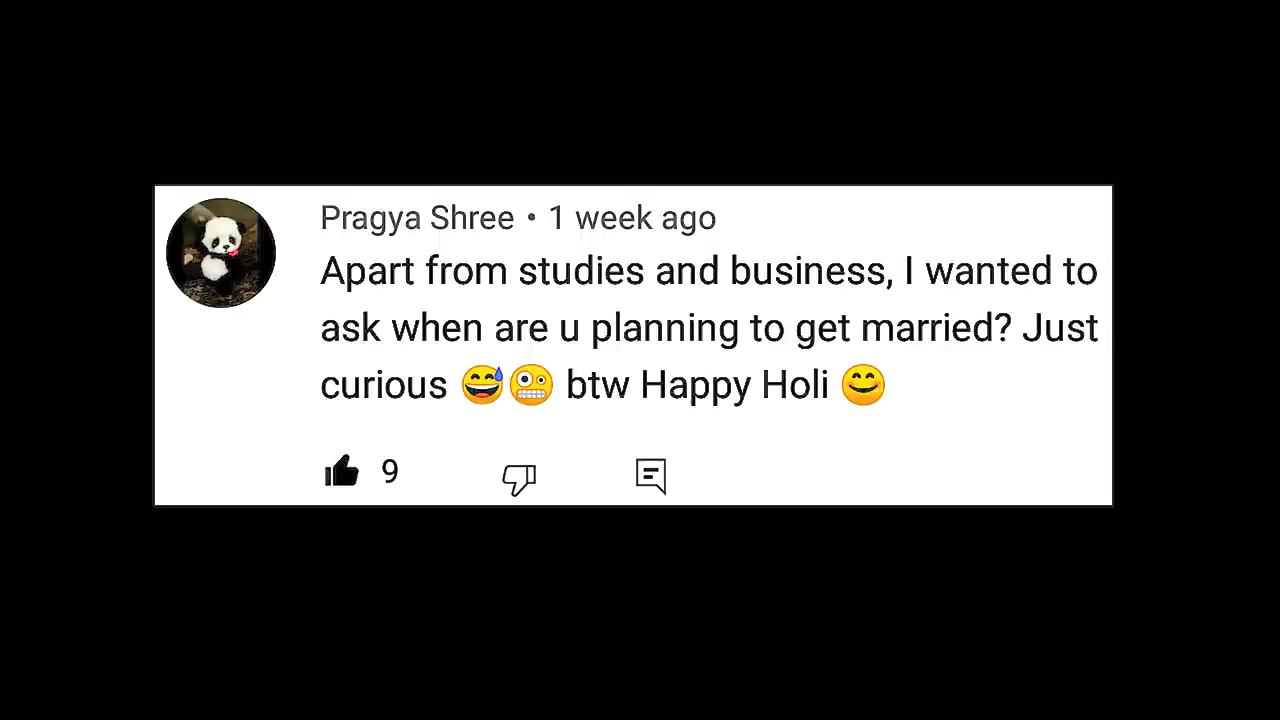 Pragya Shree • 1 week ago
Apart from studies and business, I wanted to
ask when are u planning to get married? Just
curious 😅🤪 btw Happy Holi 😊
9